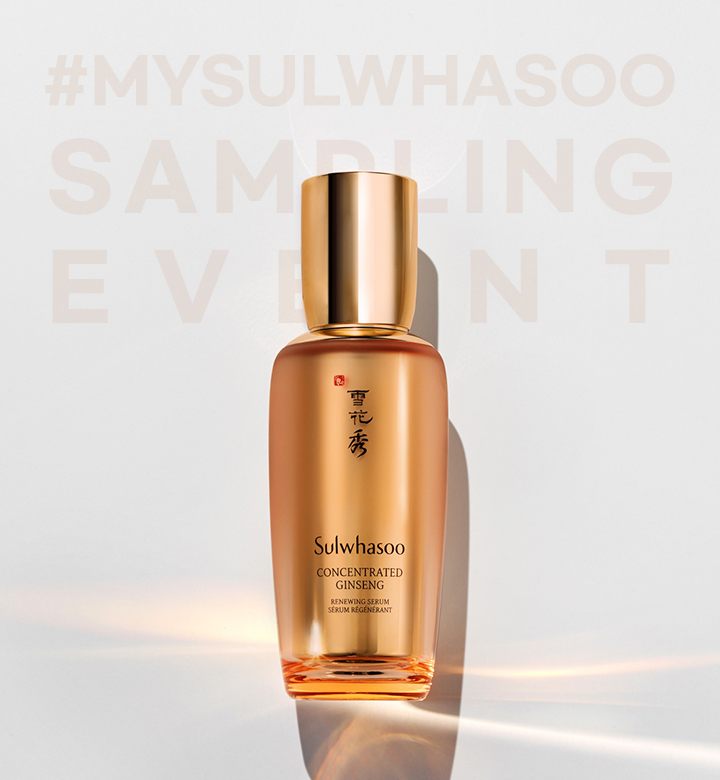 #MYSULWHASOO
SAMPLING
EVENT
雪花秀
Sulwhasoo
CONCENTRATED
GINSENG
RENEWING SERUM
SÉRUM RÉGÉNÉRANT